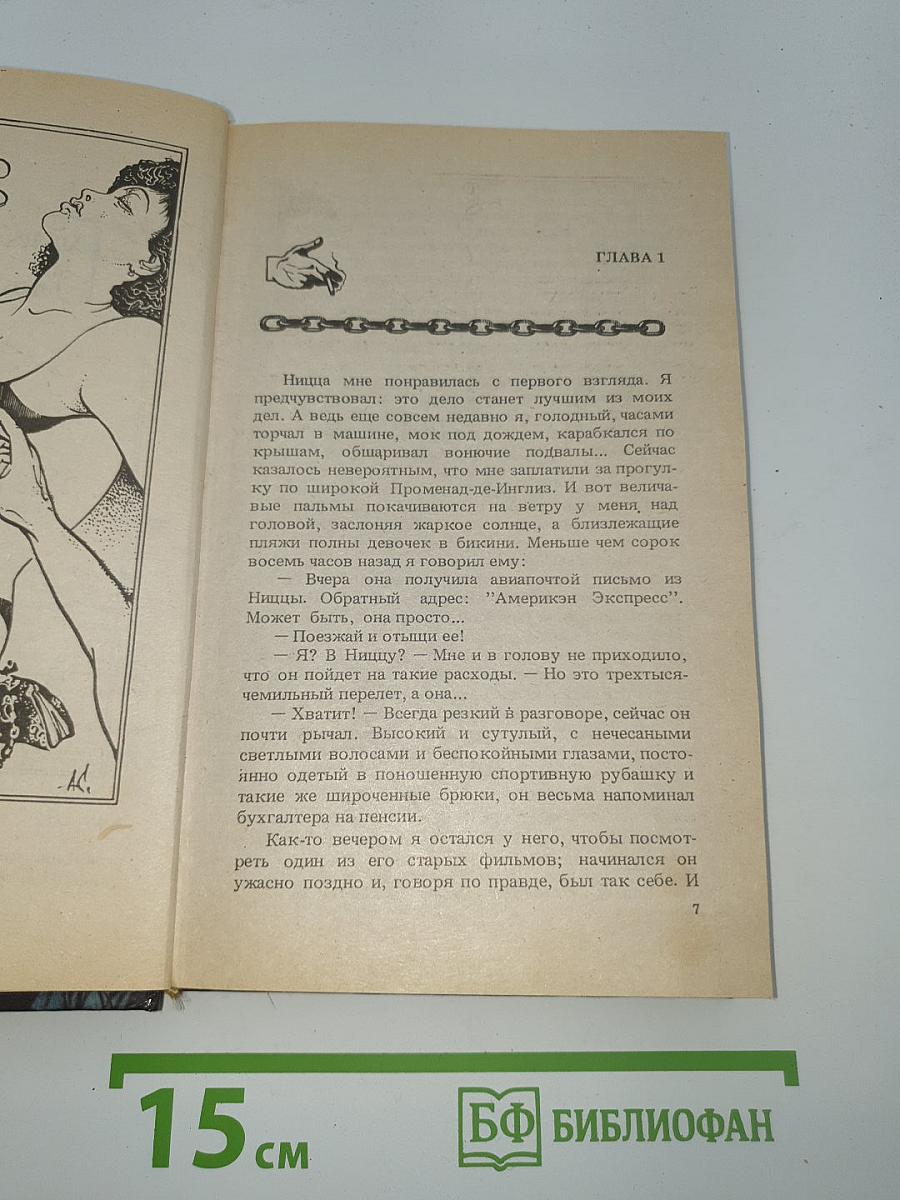 ГЛАВА 1
Ницца мне понравилась с первого взгляда. Я
предчувствовал: это дело станет лучшим из моих
дел. А ведь еще совсем недавно я, голодный, часами
торчал в машине, мок под дождем, карабкался по
крышам, обшаривал вонючие подвалы... Сейчас
казалось невероятным, что мне заплатили за прогул-
ку по широкой Променад-де-Инглиз. И вот велича-
вые пальмы покачиваются на ветру у меня над
головой, заслоняя жаркое солнце, а близлежащие
пляжи полны девочек в бикини. Меньше чем сорок
восемь часов назад я говорил ему:
— Вчера она получила авиапочтой письмо из
Ниццы. Обратный адрес: ”Америкэн Экспресс”.
Может быть, она просто...
— Поезжай и отыщи ее!
— Я? В Ниццу? — Мне и в голову не приходило,
что он пойдет на такие расходы. — Но это трехтыся-
чемильный перелет, а она...
— Хватит! — Всегда резкий в разговоре, сейчас он
почти рычал. Высокий и сутулый, с нечесаными
светлыми волосами и беспокойными глазами, посто-
янно одетый в поношенную спортивную рубашку и
такие же широченные брюки, он весьма напоминал
бухгалтера на пенсии.
Как-то вечером я остался у него, чтобы посмот-
реть один из его старых фильмов; начинался он
ужасно поздно и, говоря по правде, был так себе. И
7
АС.
15 см
БФ БИБЛИОФАН